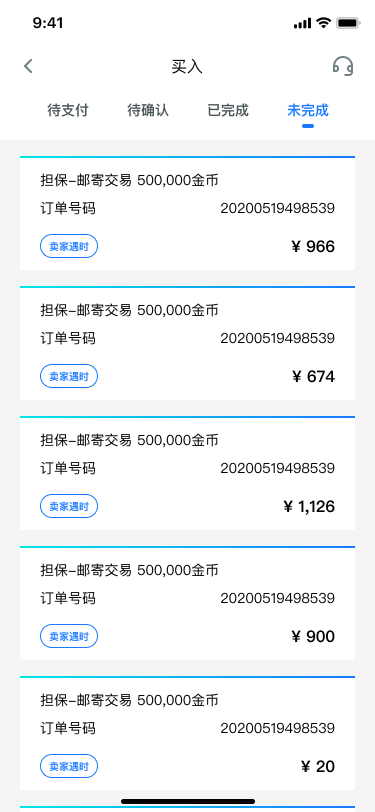 9:41
买入
待支付 待确认 已完成 未完成
担保-邮寄交易 500,000金币
订单号码 20200519498539
卖家遇时 ¥ 966
担保-邮寄交易 500,000金币
订单号码 20200519498539
卖家遇时 ¥ 674
担保-邮寄交易 500,000金币
订单号码 20200519498539
卖家遇时 ¥ 1,126
担保-邮寄交易 500,000金币
订单号码 20200519498539
卖家遇时 ¥ 900
担保-邮寄交易 500,000金币
订单号码 20200519498539
卖家遇时 ¥ 20